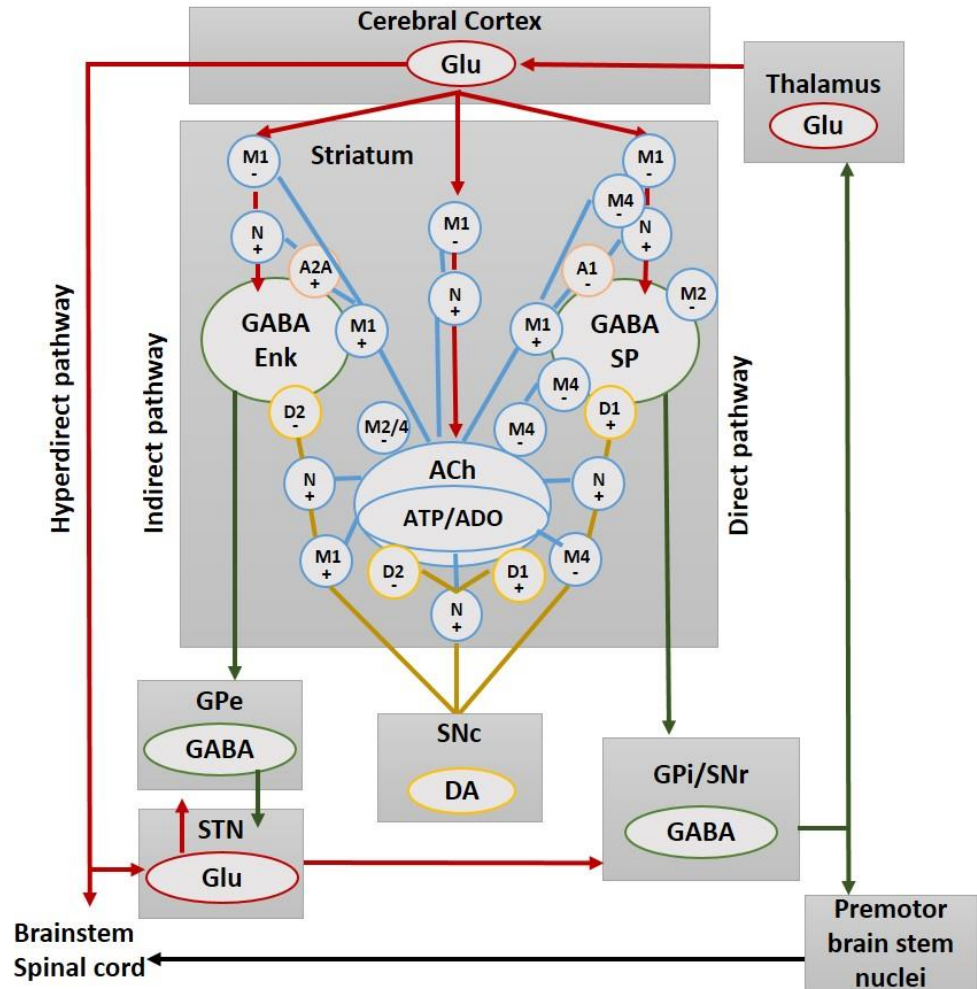 Cerebral Cortex
Glu
Thalamus
Glu
Striatum
M1
-
N
+
A2A
+
M1
+
GABA
Enk
D2
-
M1
-
N
+
M1
-
M4
-
N
+
A1
-
M2
-
M1
+
GABA
SP
M4
-
D1
+
M2/4
-
M4
-
ACh
ATP/ADO
N
+
N
+
M1
+
M4
-
D2
-
D1
+
N
+
Hyperdirect pathway
Indirect pathway
Direct pathway
GPe
GABA
SNc
DA
GPi/SNr
GABA
STN
Glu
Brainstem
Spinal cord
Premotor
brain stem
nuclei